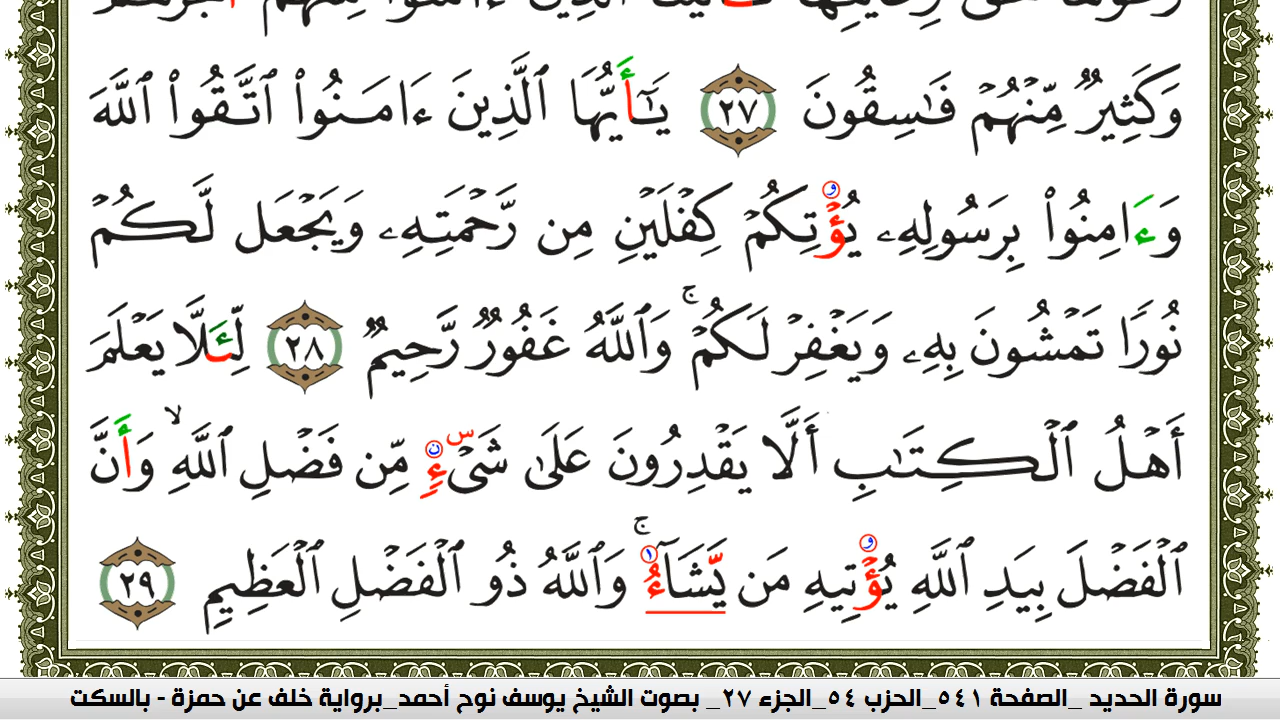 وَكَثِيرٌ مِّنْهُمْ فَٰسِقُونَ ٢٧ يَٰٓأَيُّهَا ٱلَّذِينَ ءَامَنُوا۟ ٱتَّقُوا۟ ٱللَّهَ
وَءَامِنُوا۟ بِرَسُولِهِۦ يُؤْتِكُمْ كِفْلَيْنِ مِن رَّحْمَتِهِۦ وَيَجْعَل لَّكُمْ
نُورًا تَمْشُونَ بِهِۦ وَيَغْفِرْ لَكُمْ ۚ وَٱللَّهُ غَفُورٌ رَّحِيمٌ ٢٨ لِّئَلَّا يَعْلَمَ
أَهْلُ ٱلْكِتَٰبِ أَلَّا يَقْدِرُونَ عَلَىٰ شَىْءٍ مِّن فَضْلِ ٱللَّهِ ۙ وَأَنَّ
ٱلْفَضْلَ بِيَدِ ٱللَّهِ يُؤْتِيهِ مَن يَّشَآءُ ۚ وَٱللَّهُ ذُو ٱلْفَضْلِ ٱلْعَظِيمِ ٢٩
سورة الحديد _الصفحة ٥٤١_الحزب ٥٤_الجزء ٢٧_ بصوت الشيخ يوسف نوح أحمد_برواية خلف عن حمزة - بالسكت